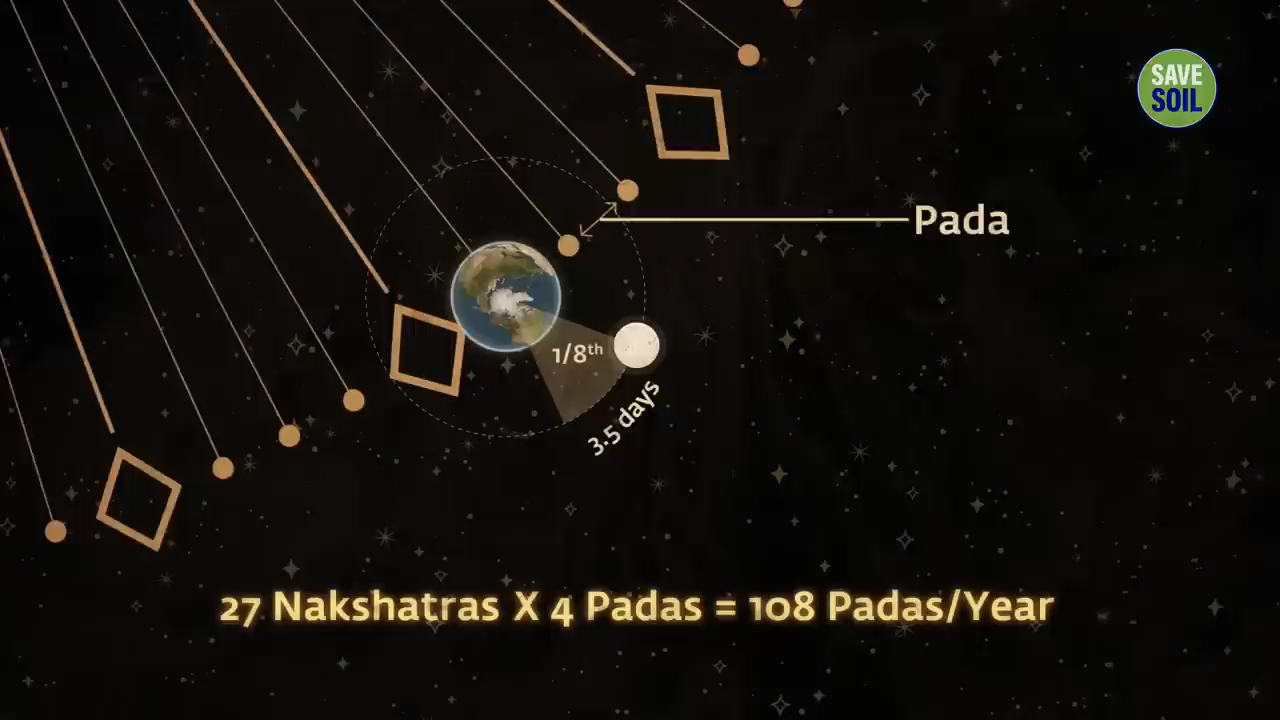 SAVE
SOIL
Pada
1/8th
3.5 days
27 Nakshatras X 4 Padas = 108 Padas/Year